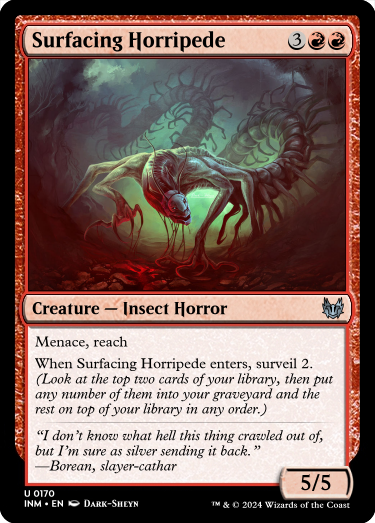 Surfacing Horripede 3
Creature — Insect Horror
Menace, reach
When Surfacing Horripede enters, surveil 2.
(Look at the top two cards of your library, then put
any number of them into your graveyard and the
rest on top of your library in any order.)
“I don’t know what hell this thing crawled out of,
but I’m sure as silver sending it back.”
—Borean, slayer-cathar
5/5
U 0170
INM • EN Dark-Sheyn ™ & © 2024 Wizards of the Coast